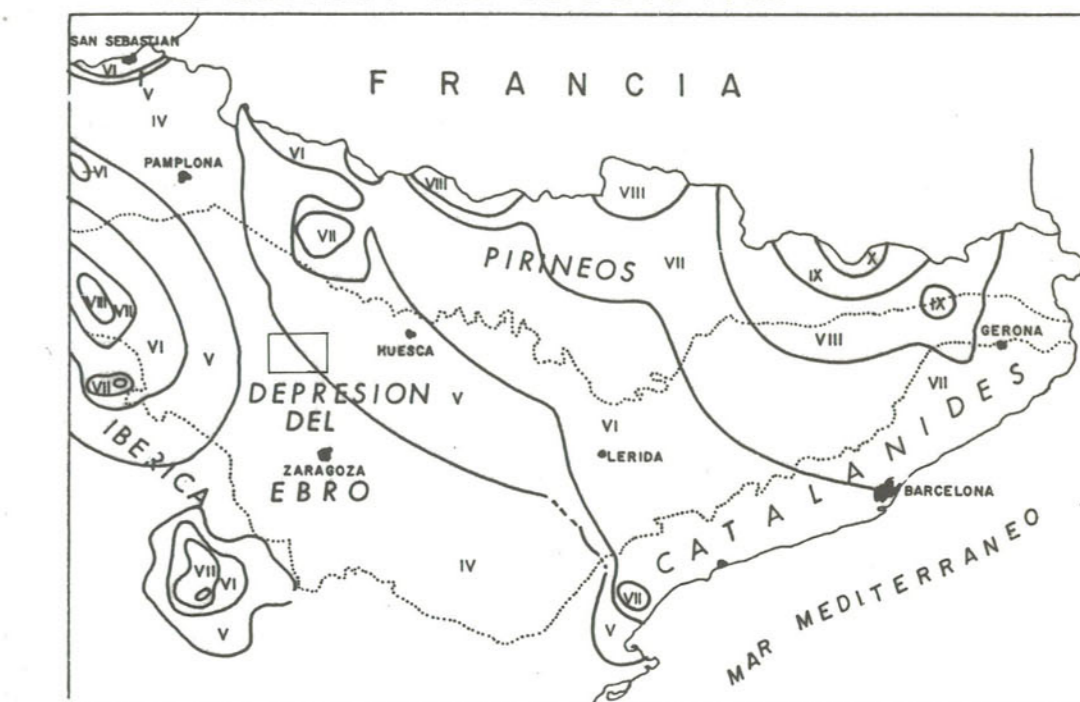 SAN SEBASTIAN
F R A N C I A
VI
V
IV
VI
VI
PAMPLONA
VIII
VIII
VII
PIRINEOS
VII
X
IX
IX
VIII
VII
VI
V
HUESCA
VIII
GERONA
VII
VII
DEPRESION
DEL
V
VI
LERIDA
IBERICA
ZARAGOZA
EBRO
CATALANIDES
BARCELONA
IV
VII
VI
V
VII
V
MAR MEDITERRANEO